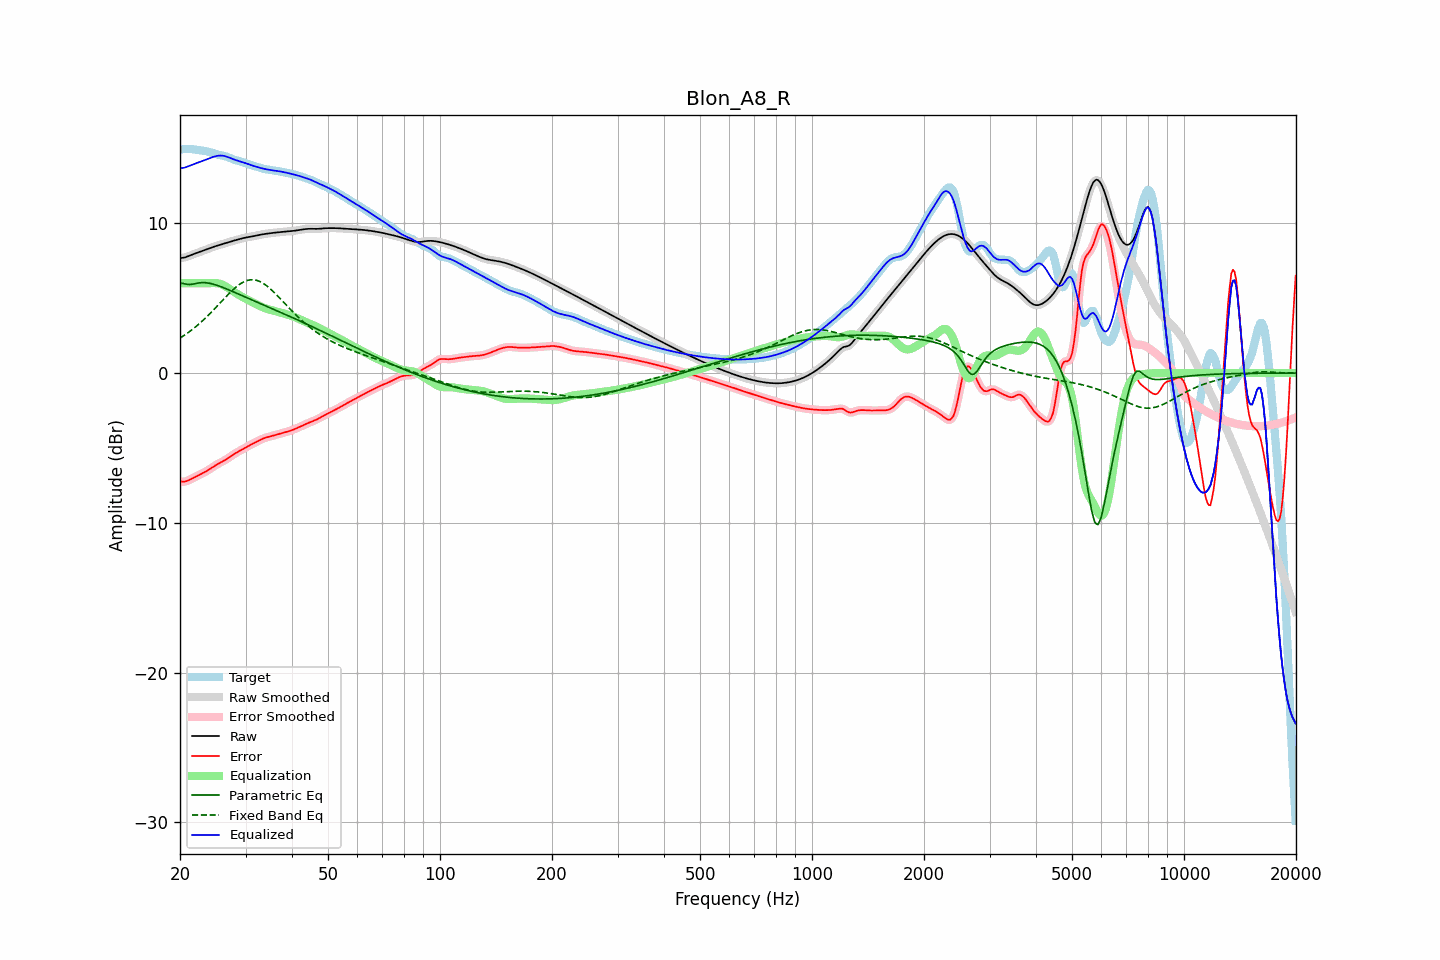 Blon_A8_R
Amplitude (dBr)
10
0
−10
−20
−30
Target
Raw Smoothed
Error Smoothed
Raw
Error
Equalization
Parametric Eq
Fixed Band Eq
Equalized
20 50 100 200 500 1000 2000 5000 10000 20000
Frequency (Hz)